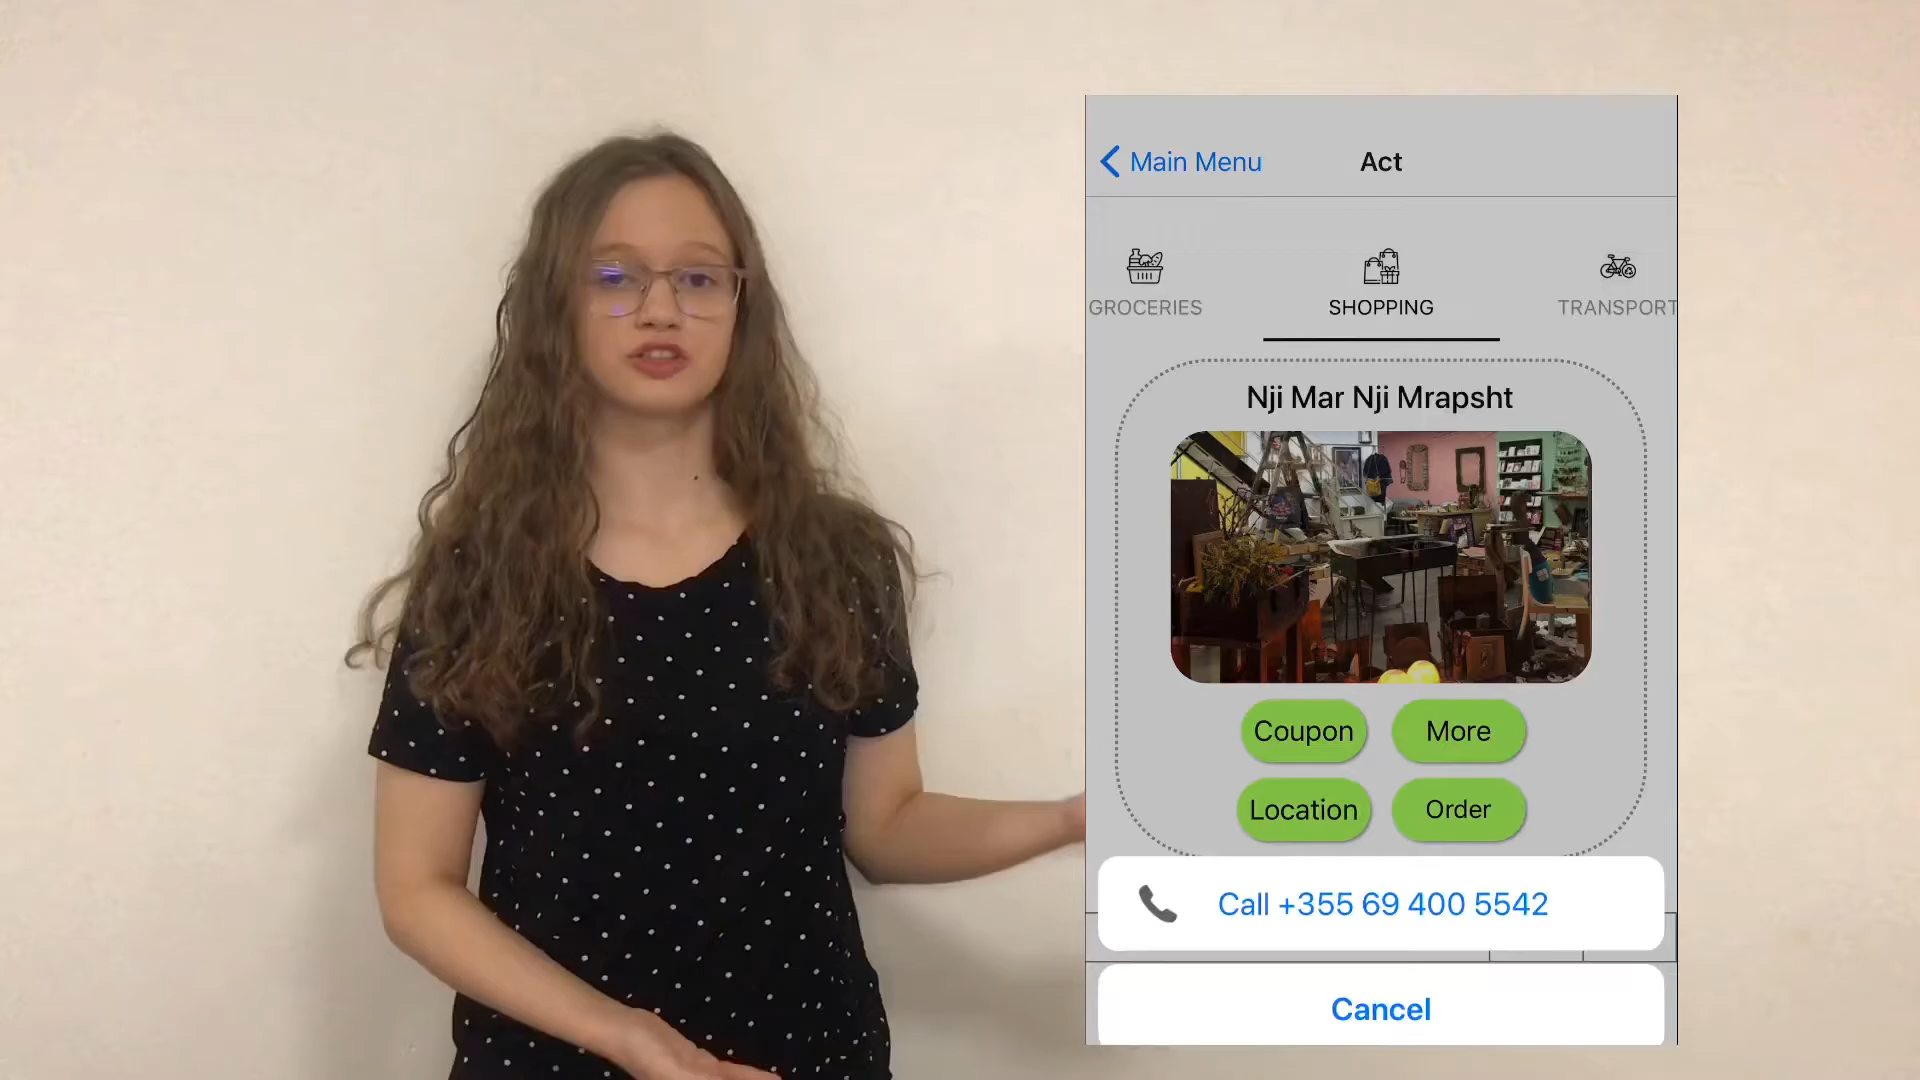 Main Menu
Act
GROCERIES
SHOPPING
TRANSPORT
Nji Mar Nji Mrapsht
Coupon
More
Location
Order
Call +355 69 400 5542
Cancel